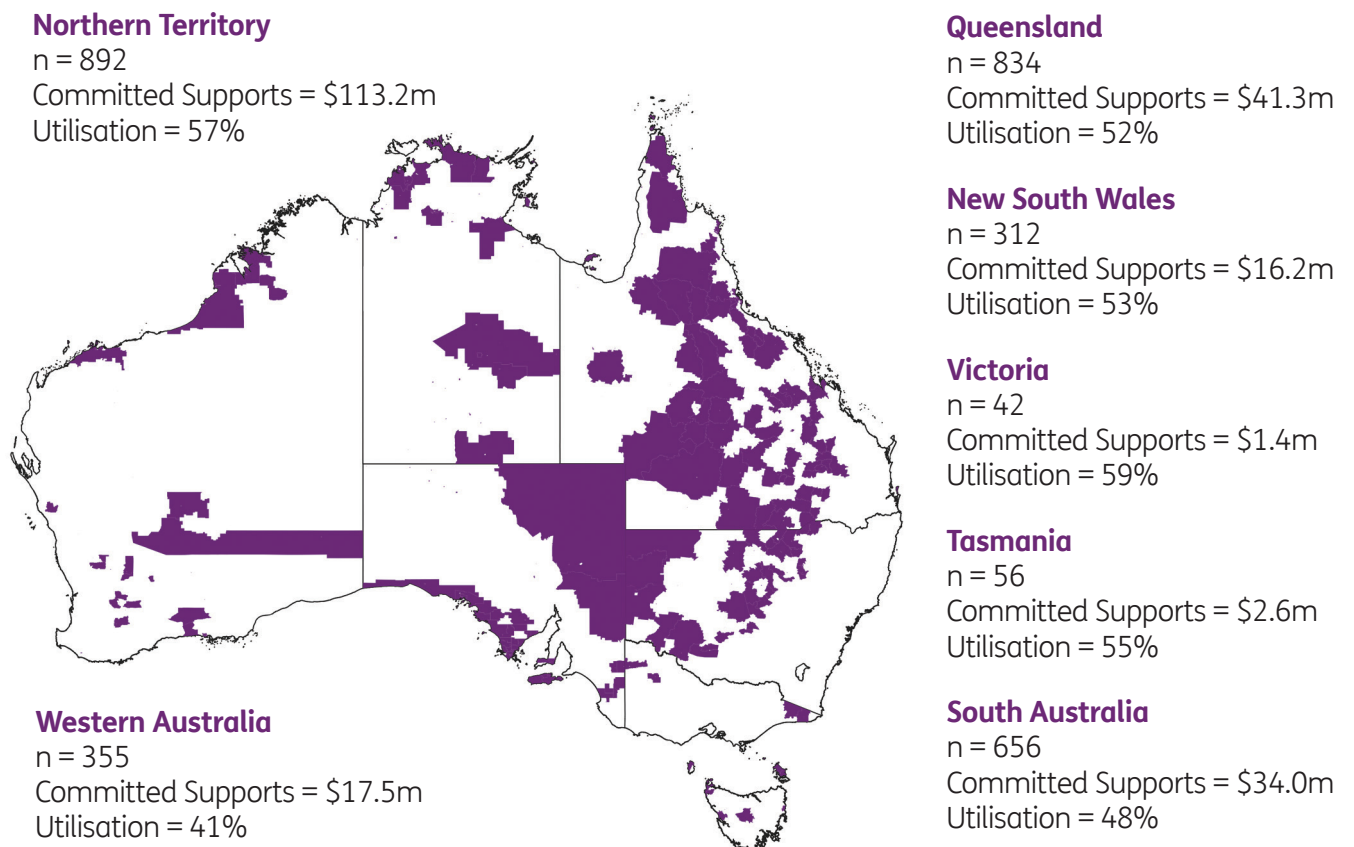 Northern Territory
n = 892
Committed Supports = $113.2m
Utilisation = 57%
Western Australia
n = 355
Committed Supports = $17.5m
Utilisation = 41%
Queensland
n = 834
Committed Supports = $41.3m
Utilisation = 52%
New South Wales
n = 312
Committed Supports = $16.2m
Utilisation = 53%
Victoria
n = 42
Committed Supports = $1.4m
Utilisation = 59%
Tasmania
n = 56
Committed Supports = $2.6m
Utilisation = 55%
South Australia
n = 656
Committed Supports = $34.0m
Utilisation = 48%